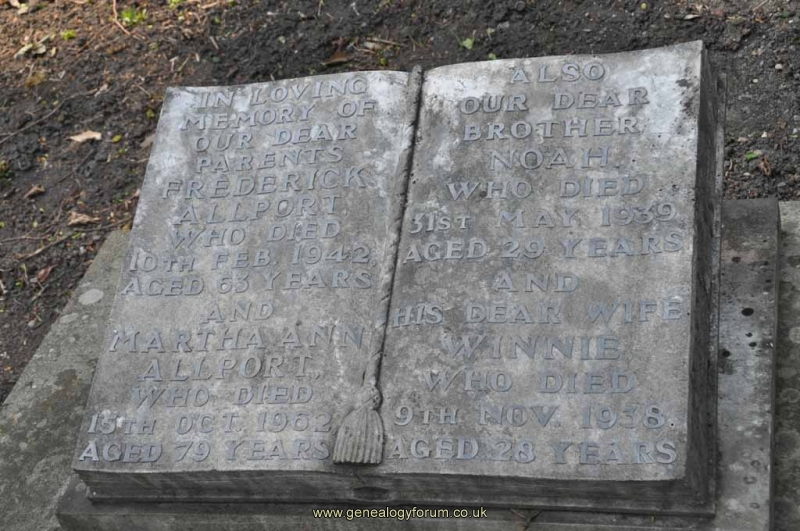 IN LOVING
MEMORY OF
OUR DEAR
PARENTS
FREDERICK
ALLPORT
WHO DIED
10TH FEB. 1942,
AGED 63 YEARS
AND
MARTHA ANN
ALLPORT,
WHO DIED
15TH OCT. 1962
AGED 79 YEARS
ALSO
OUR DEAR
BROTHER
NOAH,
WHO DIED
31ST MAY 1939,
AGED 29 YEARS
AND
HIS DEAR WIFE
WINNIE,
WHO DIED
9TH NOV. 1938,
AGED 28 YEARS
www.genealogyforum.co.uk